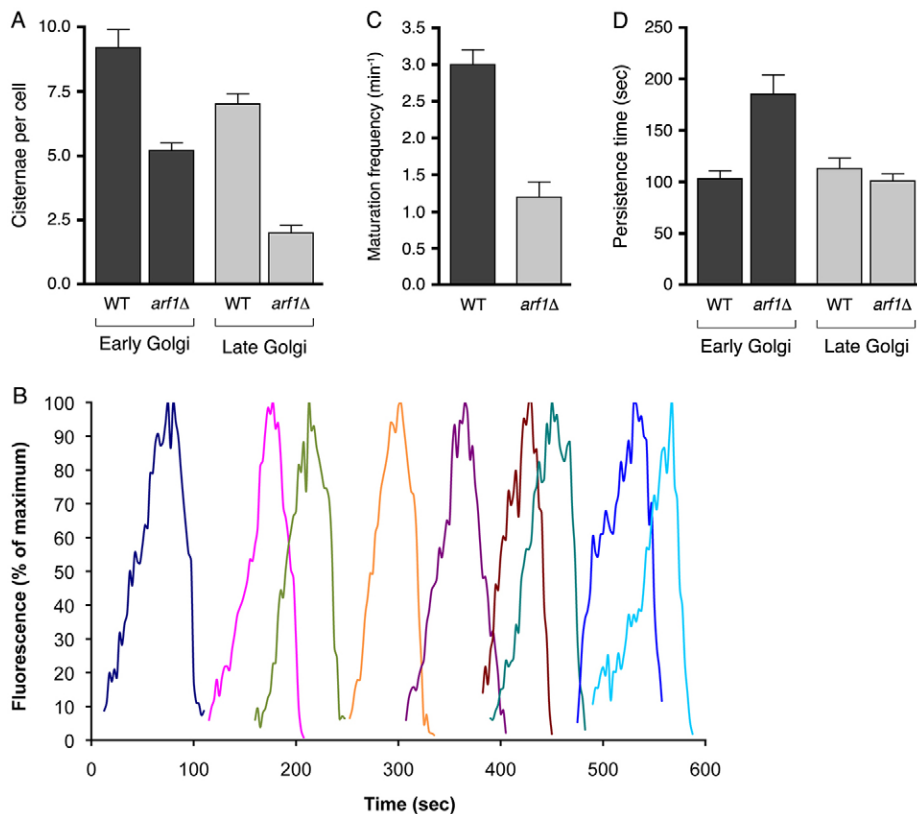 A
Cisternae per cell
10.0
7.5
5.0
2.5
0.0
WT
arf1Δ
WT
arf1Δ
Early Golgi
Late Golgi
C
Maturation frequency (min⁻¹)
3.5
3.0
2.5
2.0
1.5
1.0
0.5
0.0
WT
arf1Δ
D
Persistence time (sec)
250
200
150
100
50
0
WT
arf1Δ
WT
arf1Δ
Early Golgi
Late Golgi
B
Fluorescence (% of maximum)
100
90
80
70
60
50
40
30
20
10
0
0 100 200 300 400 500 600
Time (sec)